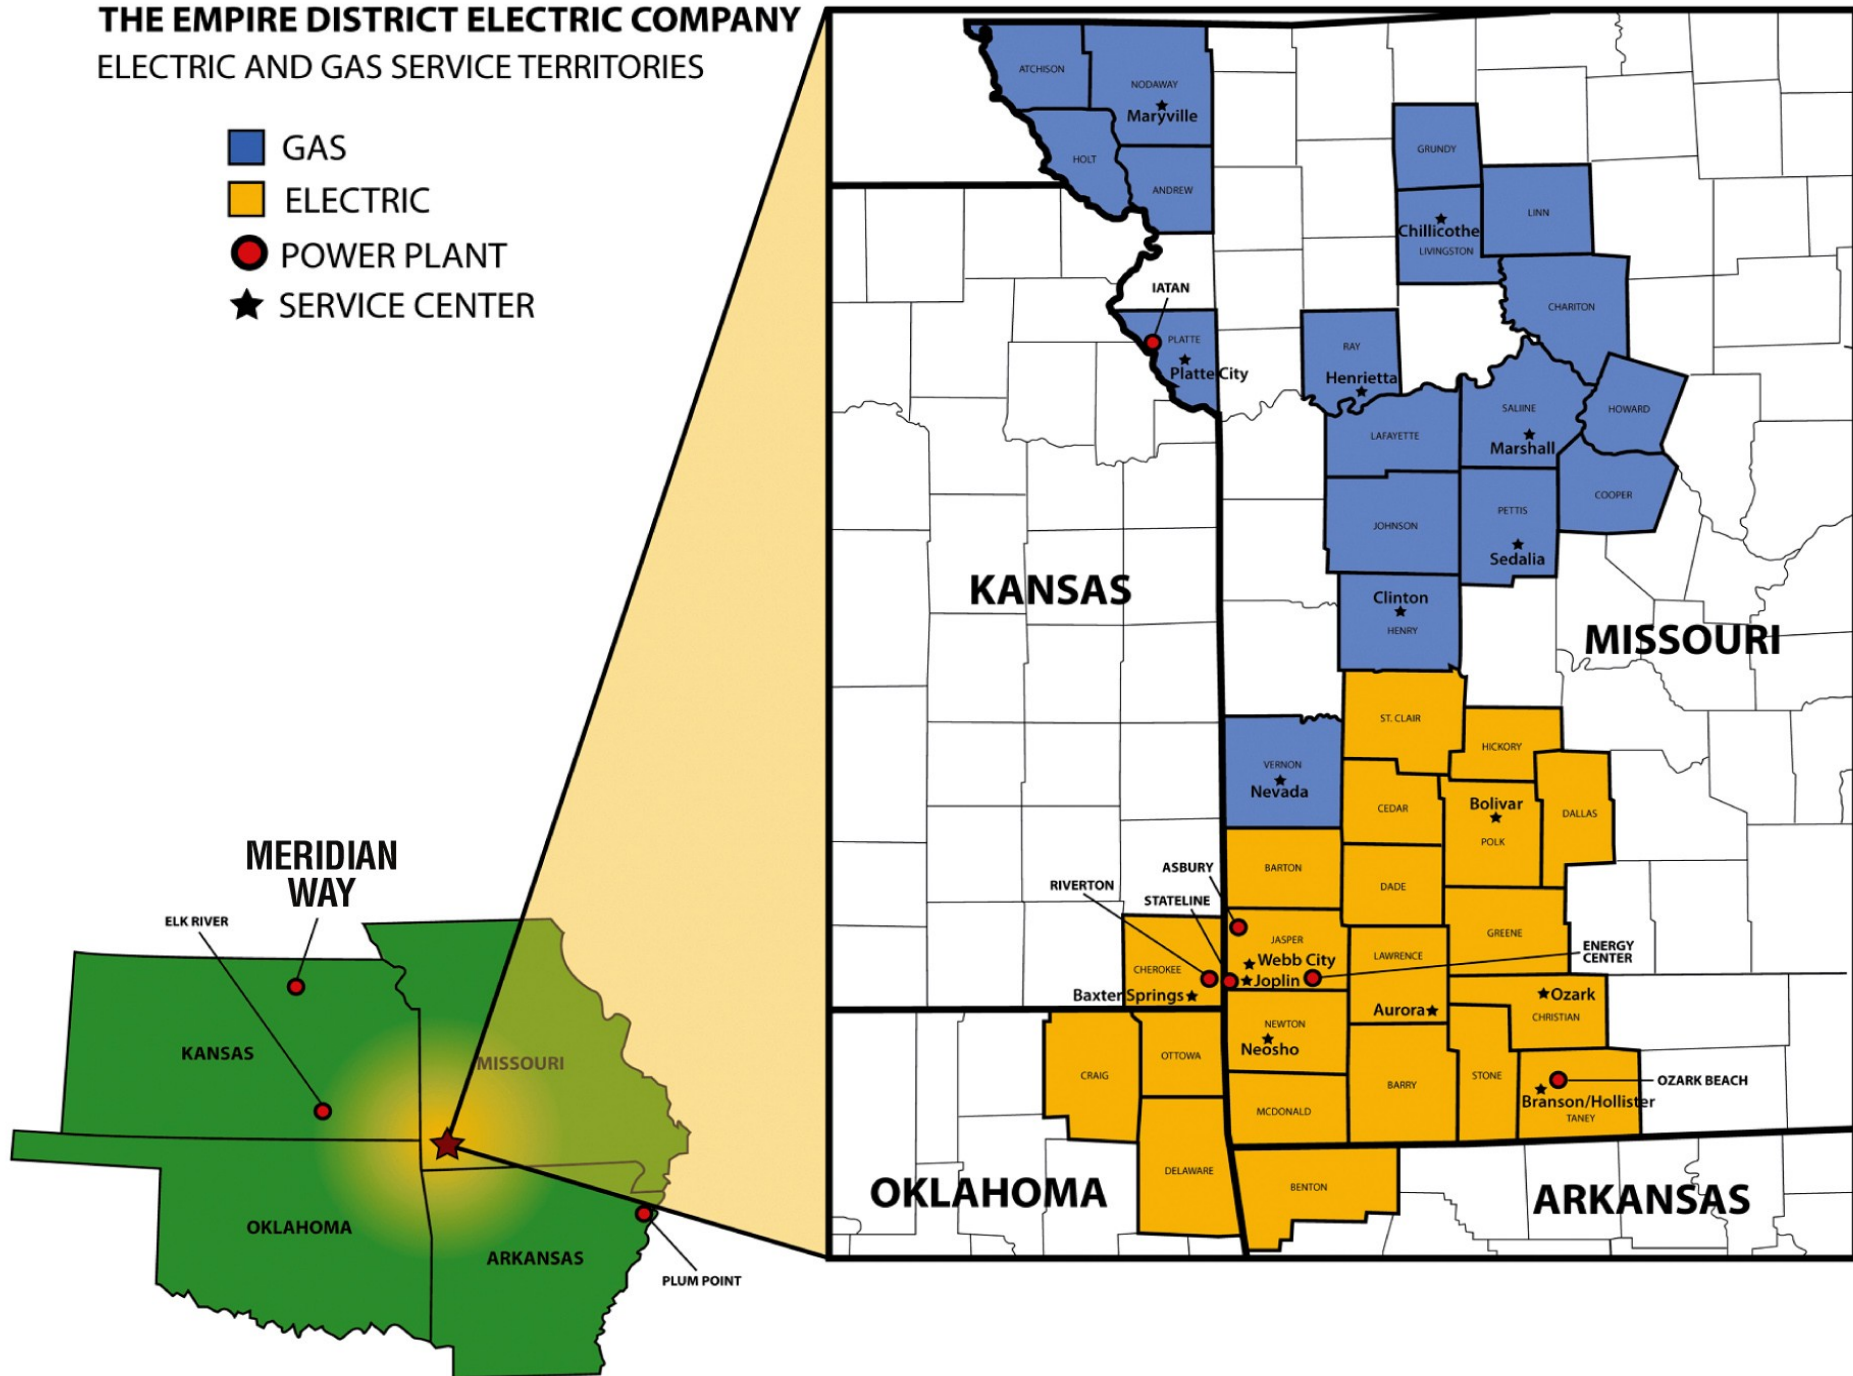 THE EMPIRE DISTRICT ELECTRIC COMPANY
ELECTRIC AND GAS SERVICE TERRITORIES
GAS
ELECTRIC
POWER PLANT
SERVICE CENTER
MERIDIAN
WAY
ELK RIVER
KANSAS
MISSOURI
OKLAHOMA
ARKANSAS
PLUM POINT
ATCHISON
NODAWAY
Maryville
HOLT
ANDREW
GRUNDY
LINN
Chillicothe
LIVINGSTON
CHARITON
IATAN
PLATTE
Platte City
RAY
Henrietta
SALIINE
HOWARD
LAFAYETTE
Marshall
COOPER
JOHNSON
PETTIS
Sedalia
KANSAS
Clinton
HENRY
MISSOURI
ST. CLAIR
HICKORY
VERNON
Nevada
CEDAR
Bolivar
DALLAS
POLK
ASBURY
BARTON
RIVERTON
DADE
STATELINE
JASPER
GREENE
ENERGY
CENTER
CHEROKEE
Webb City
LAWRENCE
Joplin
Baxter Springs
Ozark
Aurora
CHRISTIAN
NEWTON
Neosho
OTTOWA
CRAIG
BARRY
STONE
OZARK BEACH
Branson/Hollister
MCDONALD
TANEY
DELAWARE
BENTON
OKLAHOMA
ARKANSAS